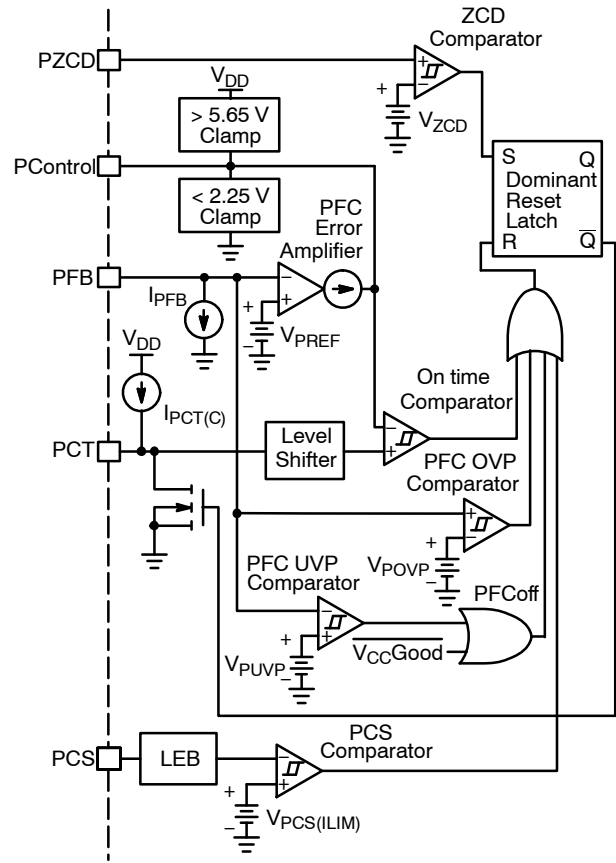 ZCD
Comparator
PZCD
+
−
VDD
+
VZCD
> 5.65 V
Clamp
PControl
S Q
Dominant
Reset
Latch
R Q̅
< 2.25 V
Clamp
PFC
Error
Amplifier
PFB
−
+
IPFB
+
VPREF
−
VDD
On time
Comparator
IPCT(C)
Level
Shifter
−
+
PCT
PFC OVP
Comparator
+
−
+
VPOVP
−
PFC UVP
Comparator
PFCoff
−
+
+
VPUVP
−
V̅C̅C̅G̅o̅o̅d̅
PCS
Comparator
PCS
LEB
−
+
+
VPCS(ILIM)
−